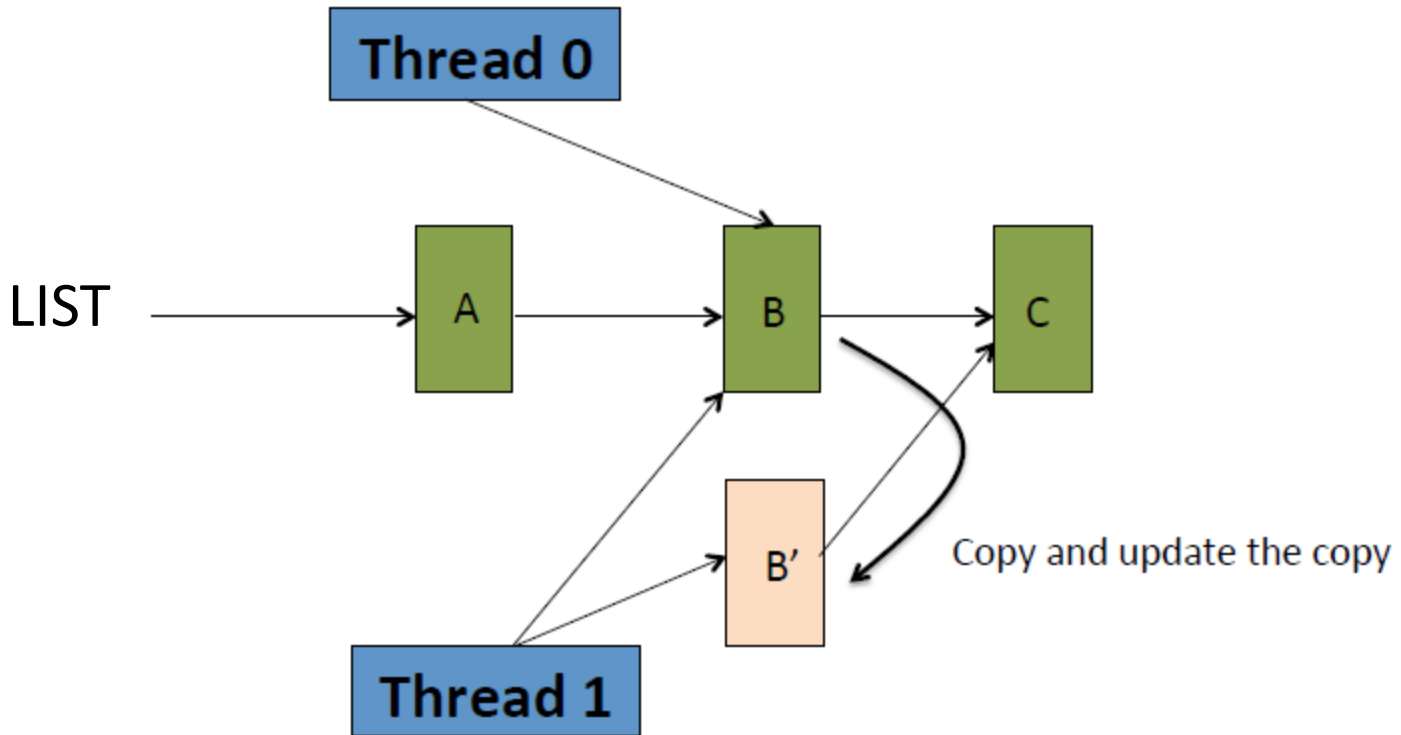 Thread 0
LIST
A
B
C
B’
Copy and update the copy
Thread 1